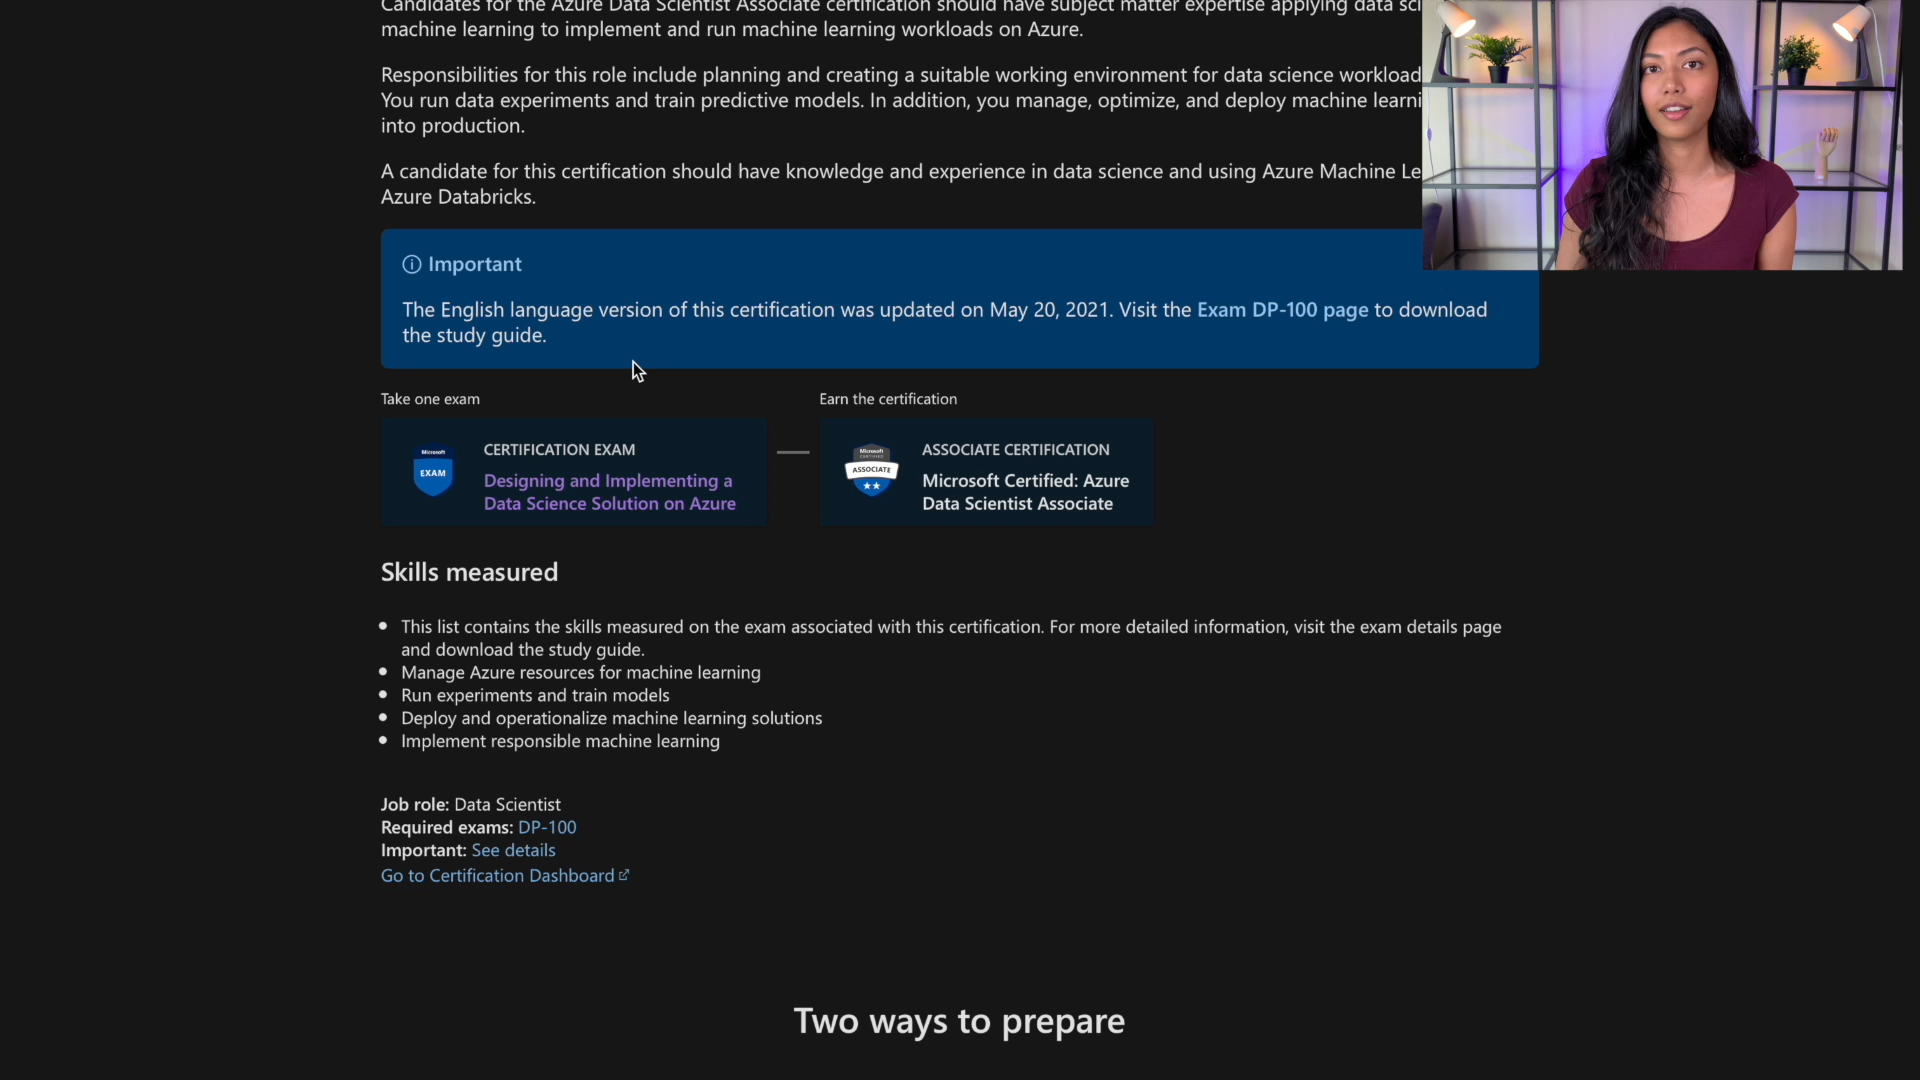 Candidates for the Azure Data Scientist Associate certification should have subject matter expertise applying data sci
machine learning to implement and run machine learning workloads on Azure.
Responsibilities for this role include planning and creating a suitable working environment for data science workload
You run data experiments and train predictive models. In addition, you manage, optimize, and deploy machine learni
into production.
A candidate for this certification should have knowledge and experience in data science and using Azure Machine Le
Azure Databricks.
Important
The English language version of this certification was updated on May 20, 2021. Visit the Exam DP-100 page to download
the study guide.
Take one exam
Microsoft
EXAM
CERTIFICATION EXAM
Designing and Implementing a
Data Science Solution on Azure
Earn the certification
Microsoft
CERTIFIED
ASSOCIATE
ASSOCIATE CERTIFICATION
Microsoft Certified: Azure
Data Scientist Associate
Skills measured
This list contains the skills measured on the exam associated with this certification. For more detailed information, visit the exam details page
and download the study guide.
Manage Azure resources for machine learning
Run experiments and train models
Deploy and operationalize machine learning solutions
Implement responsible machine learning
Job role: Data Scientist
Required exams: DP-100
Important: See details
Go to Certification Dashboard
Two ways to prepare